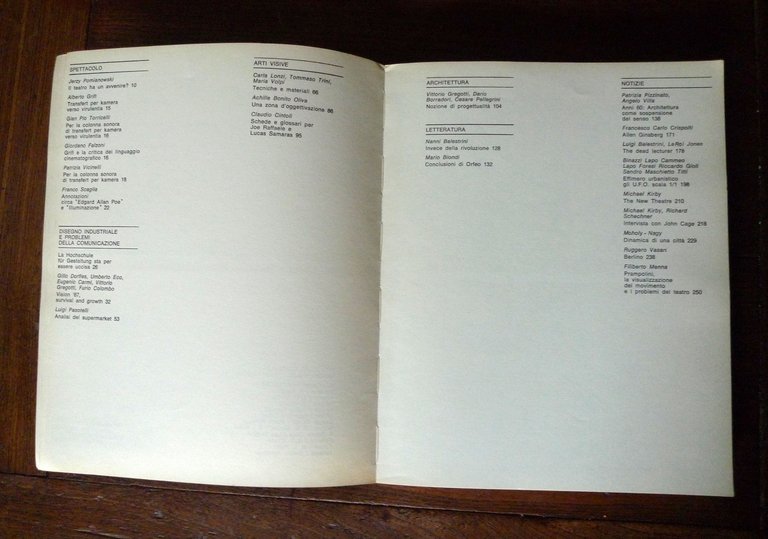 SPETTACOLO
Jerzy Pomianowski
Il teatro ha un avvenire? 10
Alberto Grifi
Transfert per kamera
verso virulentia 15
Gian Pio Torricelli
Per la colonna sonora
di transfert per kamera
verso virulentia 16
Giordano Falzoni
Grifi e la critica del linguaggio
cinematografico 16
Patrizia Vicinelli
Per la colonna sonora
di transfert per kamera 18
Franco Scaglia
Annotazioni
circa "Edgard Allan Poe"
e "Illuminazione" 22
DISEGNO INDUSTRIALE
E PROBLEMI
DELLA COMUNICAZIONE
La Hochschule
für Gestaltung sta per
essere uccisa 26
Gillo Dorfles, Umberto Eco,
Eugenio Carmi, Vittorio
Gregotti, Furio Colombo
Vision '67,
survival and growth 32
Luigi Pasotelli
Analisi del supermarket 53
ARTI VISIVE
Carla Lonzi, Tommaso Trini,
Marisa Volpi
Tecniche e materiali 66
Achille Bonito Oliva
Una zona d'oggettivazione 86
Claudio Cintoli
Schede e glossari per
Joe Raffaele e
Lucas Samaras 95
ARCHITETTURA
Vittorio Gregotti, Dario
Borradori, Cesare Pellegrini
Nozione di progettualità 104
LETTERATURA
Nanni Balestrini
Invece della rivoluzione 128
Mario Biondi
Conclusioni di Orfeo 132
NOTIZIE
Patrizia Pizzinato,
Angelo Villa
Anni 60: Architettura
come sospensione
del senso 136
Francesco Carlo Crispolti
Allen Ginsberg 171
Luigi Balestrini, LeRoi Jones
The dead lecturer 178
Binazzi Lapo Cammeo
Lapo Foresi Riccardo Gioli
Sandro Maschietto Titti
Effimero urbanistico
gli U.F.O. scala 1/1 198
Michael Kirby
The New Theatre 210
Michael Kirby, Richard
Schechner
Intervista con John Cage 218
Moholy - Nagy
Dinamica di una città 229
Ruggero Vasari
Berlino 236
Filiberto Menna
Prampolini,
la visualizzazione
del movimento
e i problemi del teatro 250